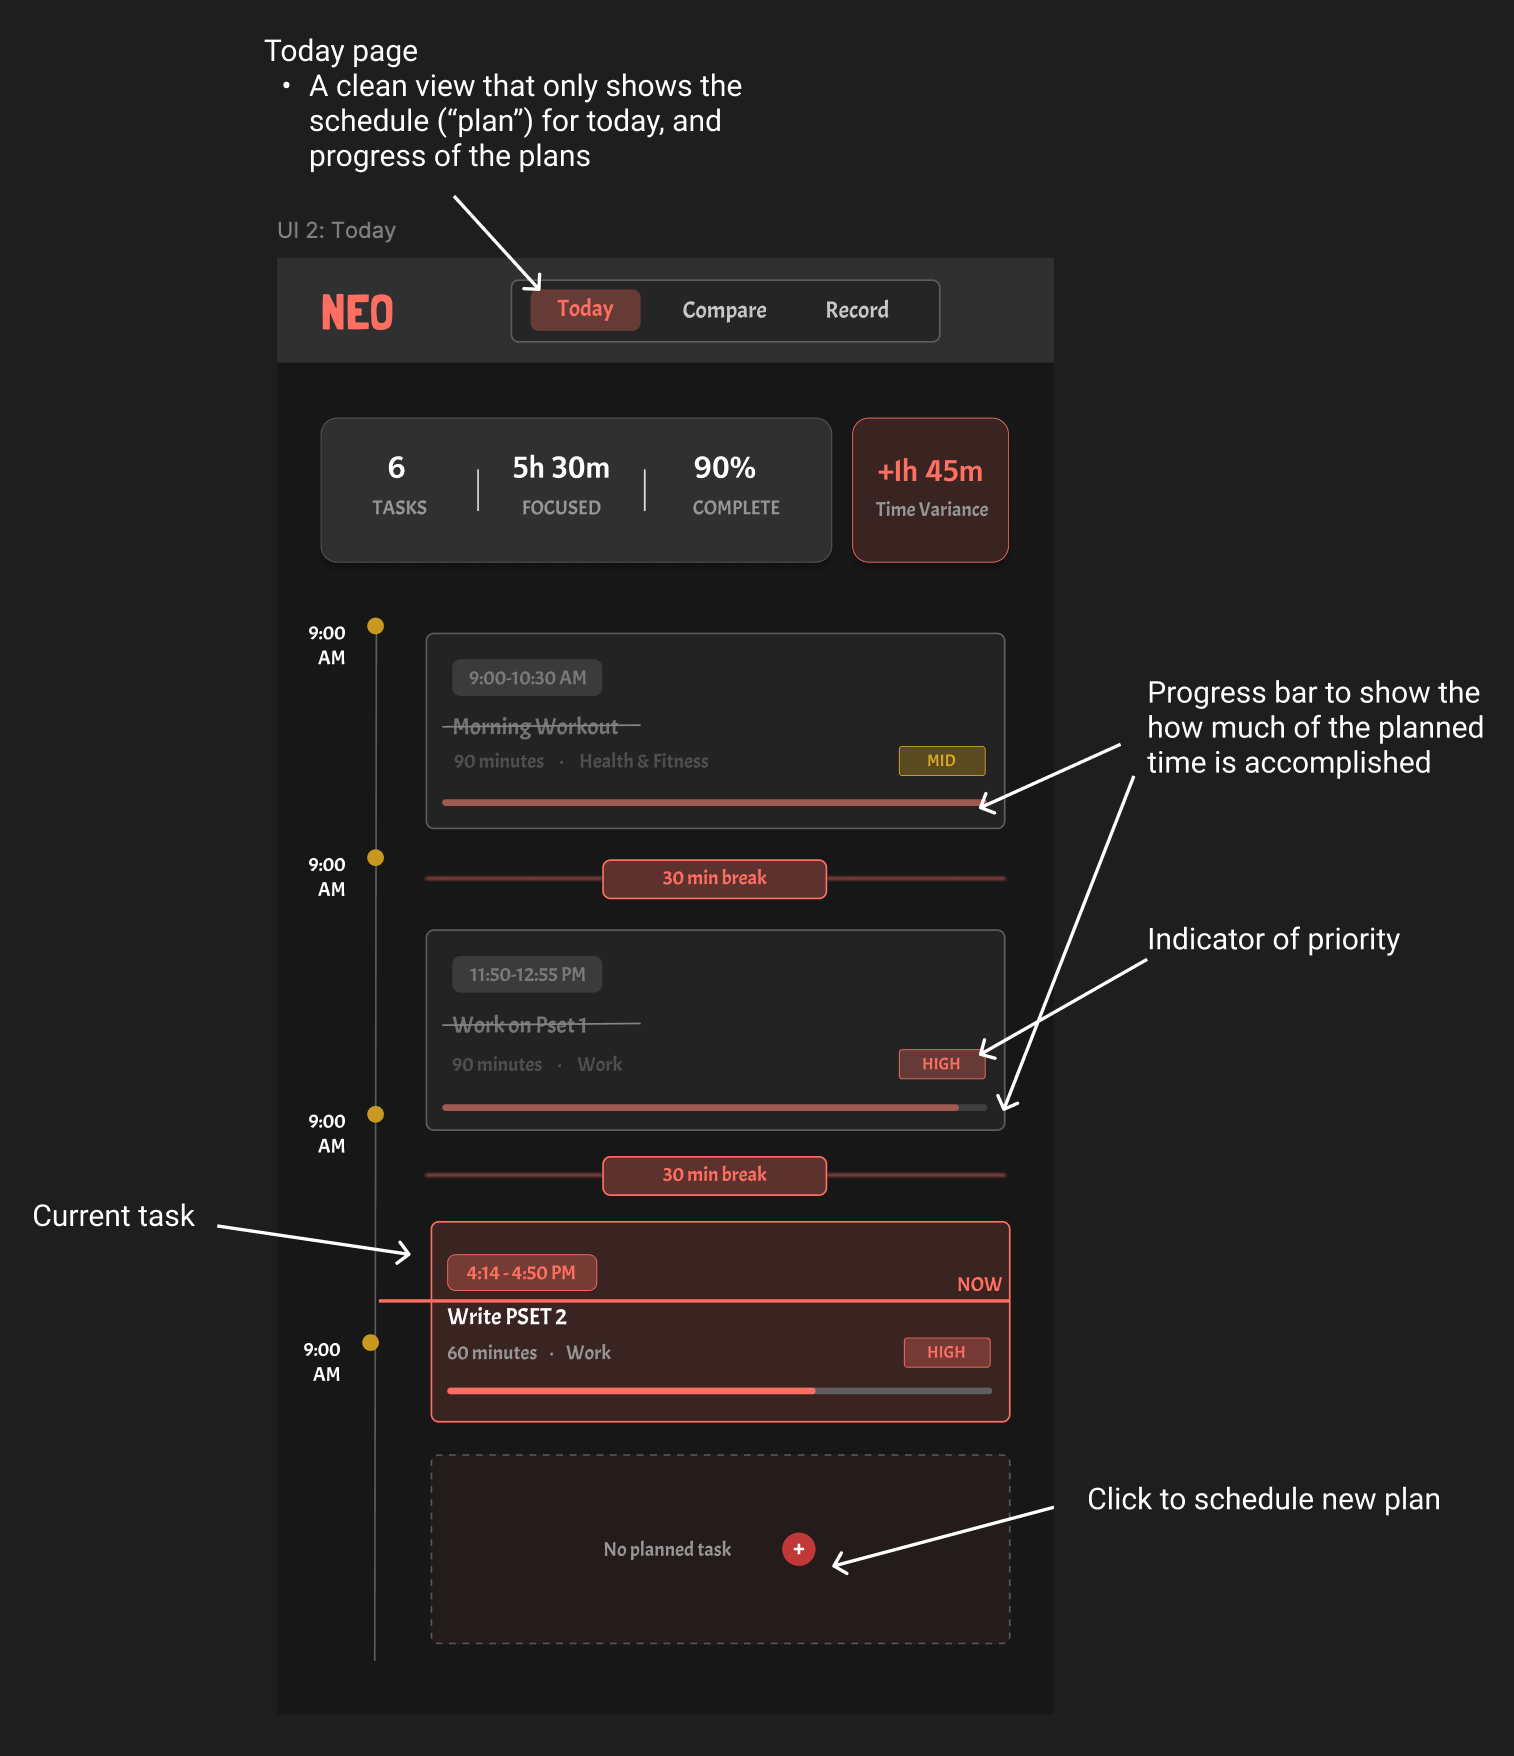 Today page
• A clean view that only shows the
schedule (“plan”) for today, and
progress of the plans
UI 2: Today
NEO
Today Compare Record
6 5h 30m 90%
TASKS FOCUSED COMPLETE
+1h 45m
Time Variance
9:00
AM
9:00-10:30 AM
Morning Workout
90 minutes · Health & Fitness
MID
Progress bar to show the
how much of the planned
time is accomplished
9:00
AM
30 min break
Indicator of priority
11:50-12:55 PM
Work on Pset 1
90 minutes · Work
HIGH
9:00
AM
30 min break
Current task
4:14 - 4:50 PM
NOW
Write PSET 2
60 minutes · Work
HIGH
9:00
AM
No planned task +
Click to schedule new plan